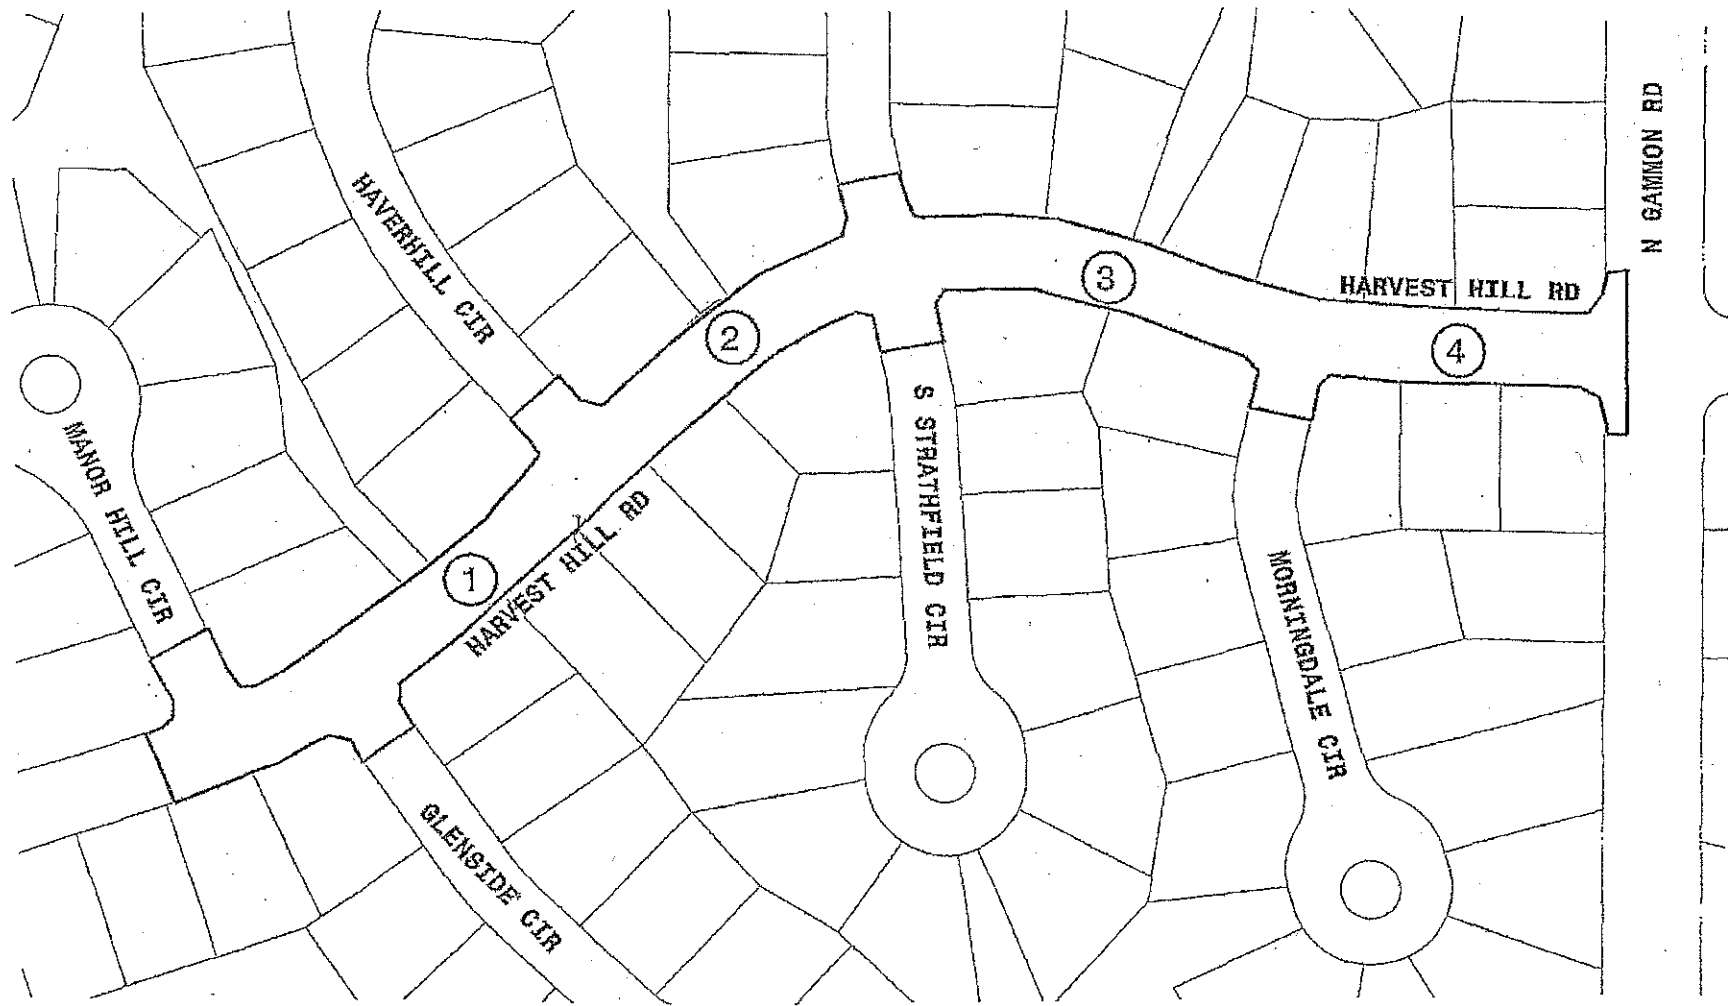 N GAMMON RD
HAVERHILL CIR
3
HARVEST HILL RD
2
4
MANOR HILL CIR
S STRATHFIELD CIR
1
HARVEST HILL RD
MORNINGDALE CIR
GLENSIDE CIR